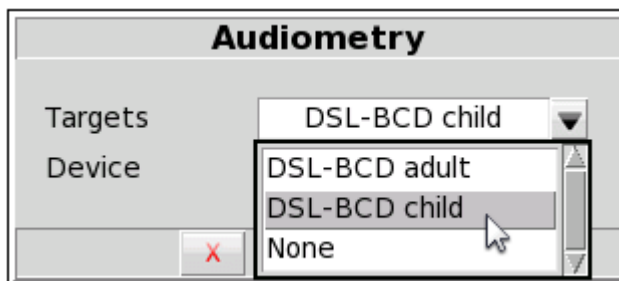 Audiometry
Targets DSL-BCD child
Device
DSL-BCD adult
DSL-BCD child
None
X